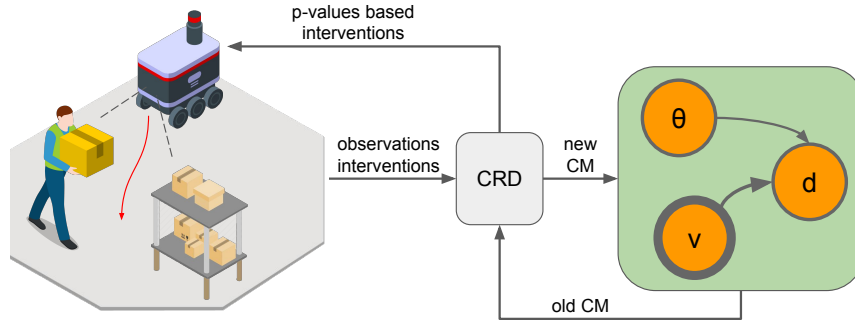 p-values based
interventions
observations
interventions
CRD
new
CM
θ
d
v
old CM